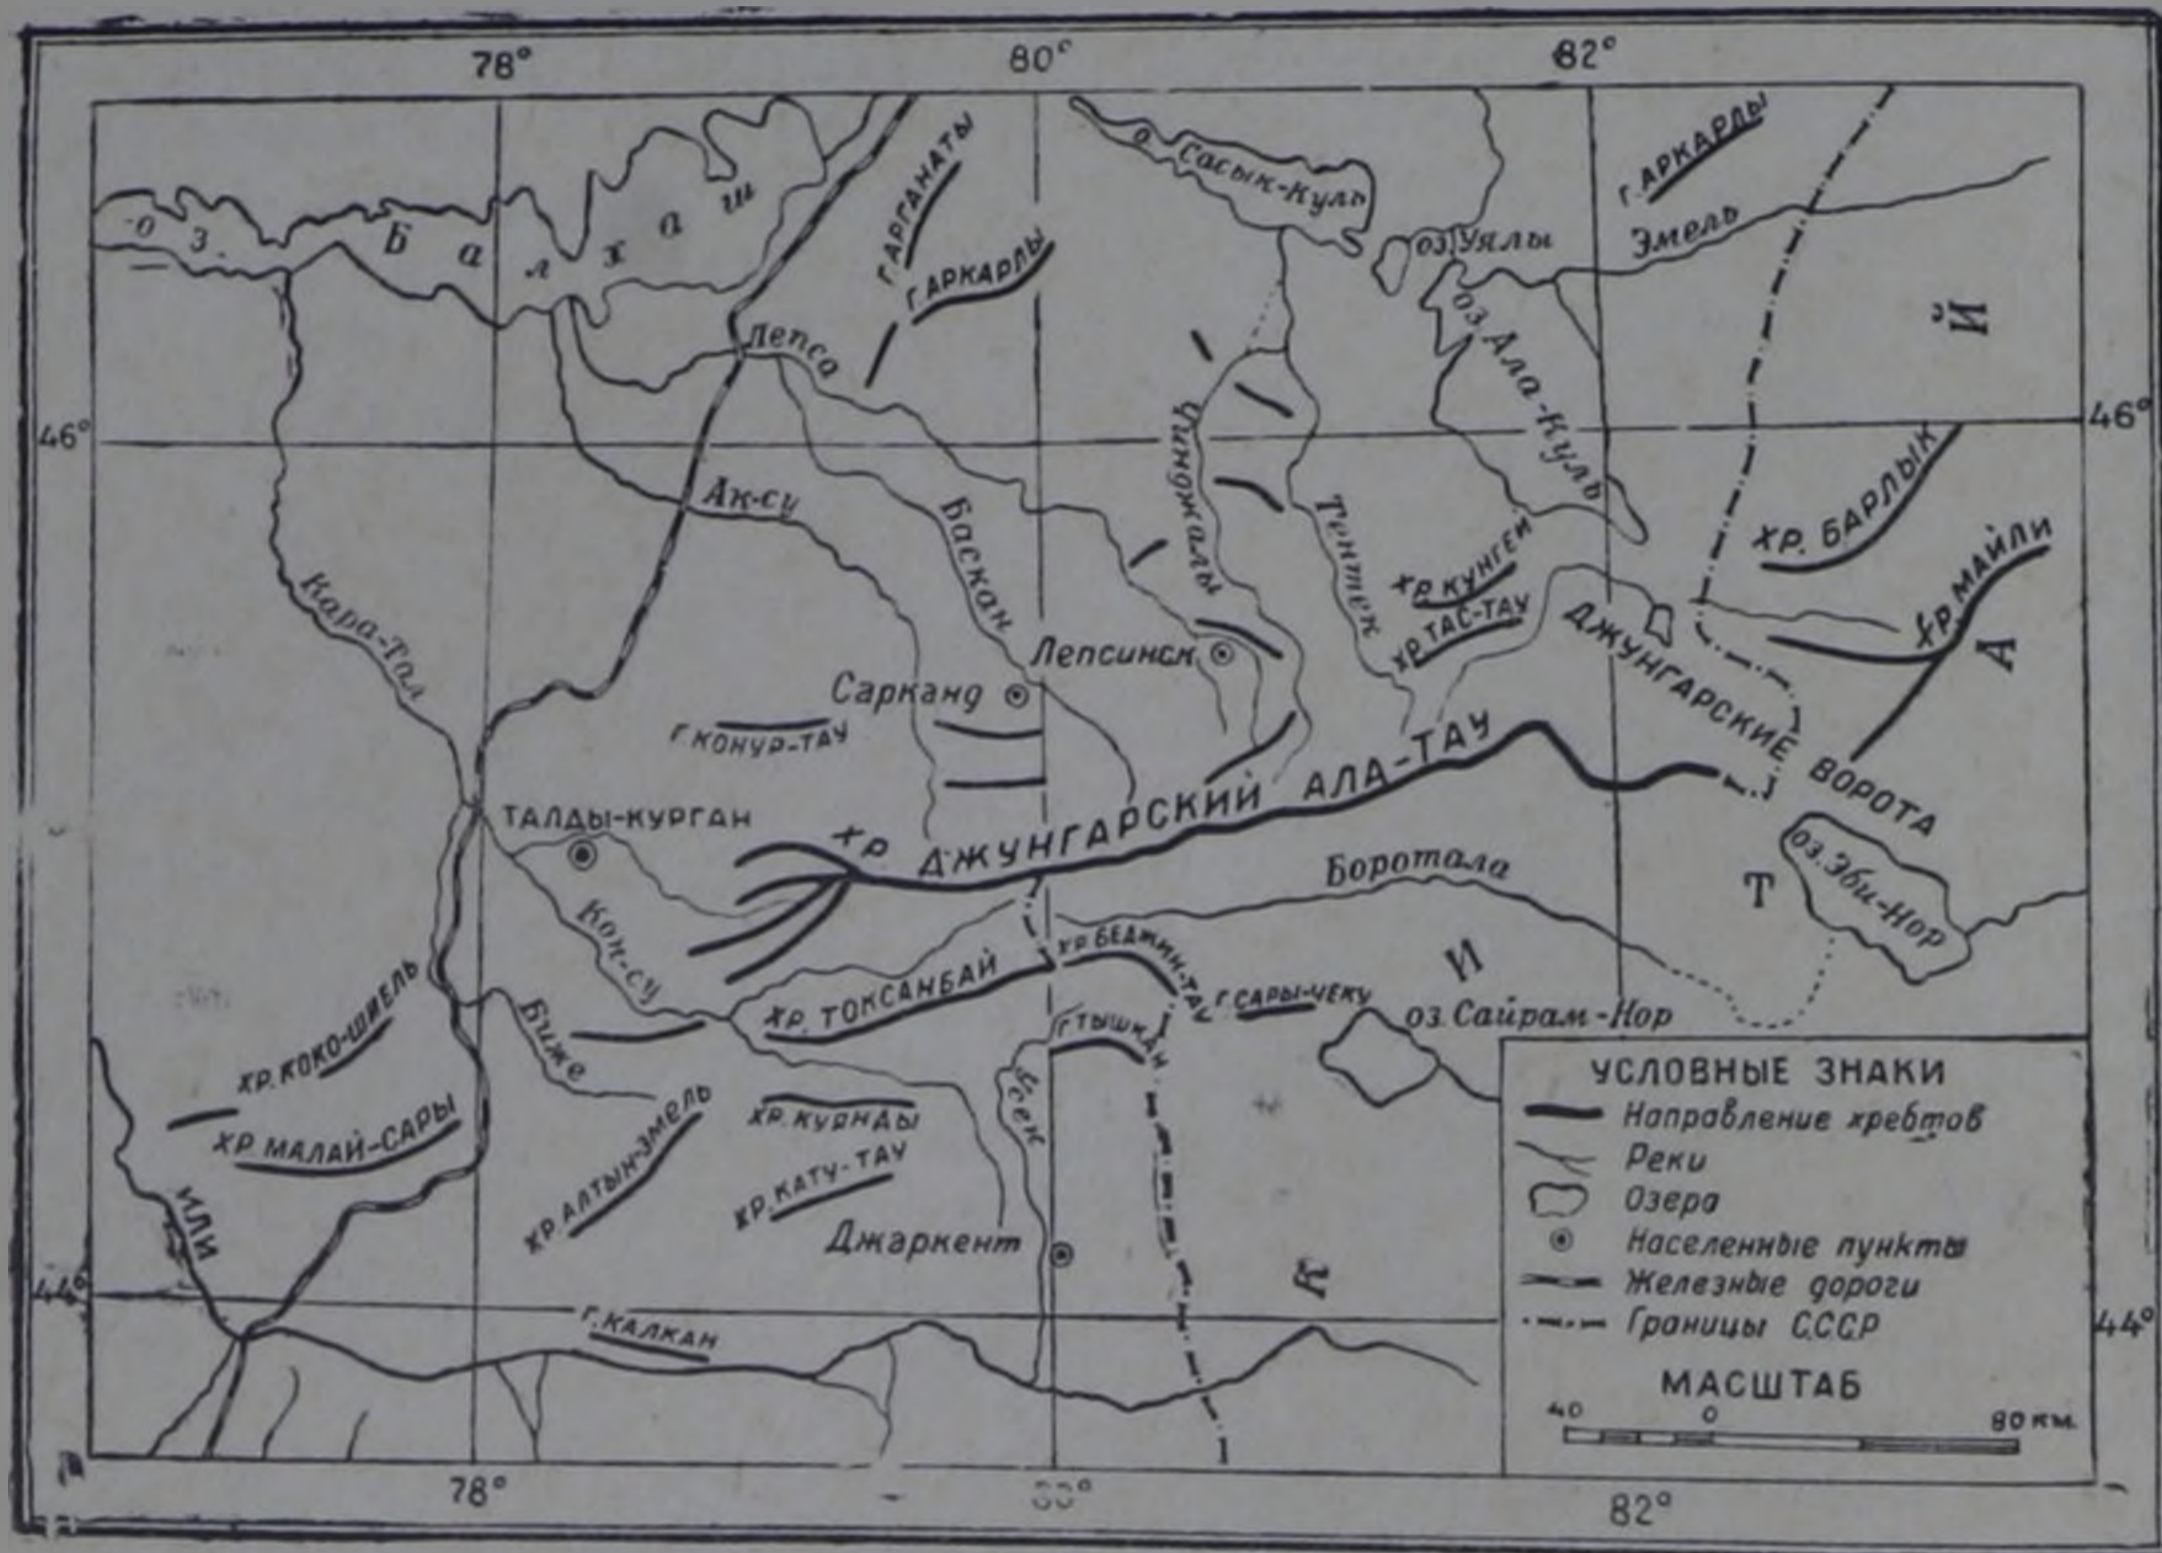 78° 80° 82°
оз. Балхаш
г. АРГАНАТЫ
г. АРКАРЛЫ
о. Сасык-Куль
оз. Уялы
г. АРКАРЛЫ
Эмель
оз. Ала-Куль
Й
Лепса
46° 46°
Ак-су
Баскан
Чинжалы
Тентек
хр. КУНГЕЙ
хр. ТАС-ТАУ
хр. БАРЛЫК
хр. МАЙЛИ
А
Кара-Тал
Лепсинск
Сарканд
г. КОНУР-ТАУ
ДЖУНГАРСКИЕ ВОРОТА
ТАЛДЫ-КУРГАН
хр. ДЖУНГАРСКИЙ АЛА-ТАУ
Боротала
Т
оз. Эби-Нор
Кок-су
хр. БЕДЖИН-ТАУ
И
хр. ТОКСАНБАЙ
г. САРЫ-ЧЕКУ
оз. Сайрам-Нор
г. ТЫШКАН
хр. КОКО-ШИЕЛЬ
Биже
хр. МАЛАЙ-САРЫ
хр. АЛТЫН-ЭМЕЛЬ
хр. КУЯНДЫ
хр. КАТУ-ТАУ
Усек
ИЛИ
Джаркент
К
44° 44°
г. КАЛКАН
УСЛОВНЫЕ ЗНАКИ
Направление хребтов
Реки
Озера
Населенные пункты
Железные дороги
Границы С.С.С.Р
МАСШТАБ
40 0 80 км.
78° 80° 82°